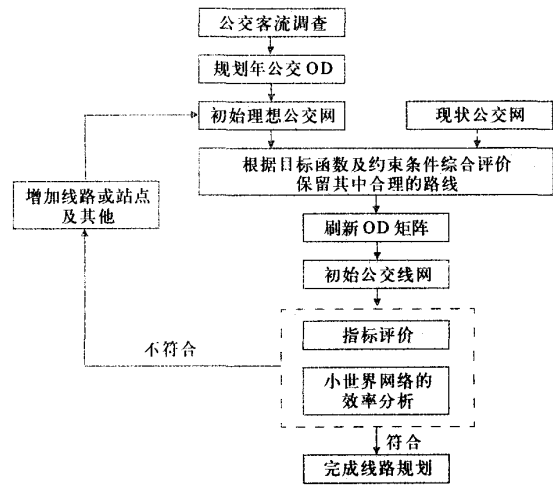 公交客流调查
规划年公交OD
初始理想公交网
现状公交网
根据目标函数及约束条件综合评价
保留其中合理的路线
增加线路或站点
及其他
刷新OD矩阵
初始公交线网
指标评价
不符合
小世界网络的
效率分析
符合
完成线路规划